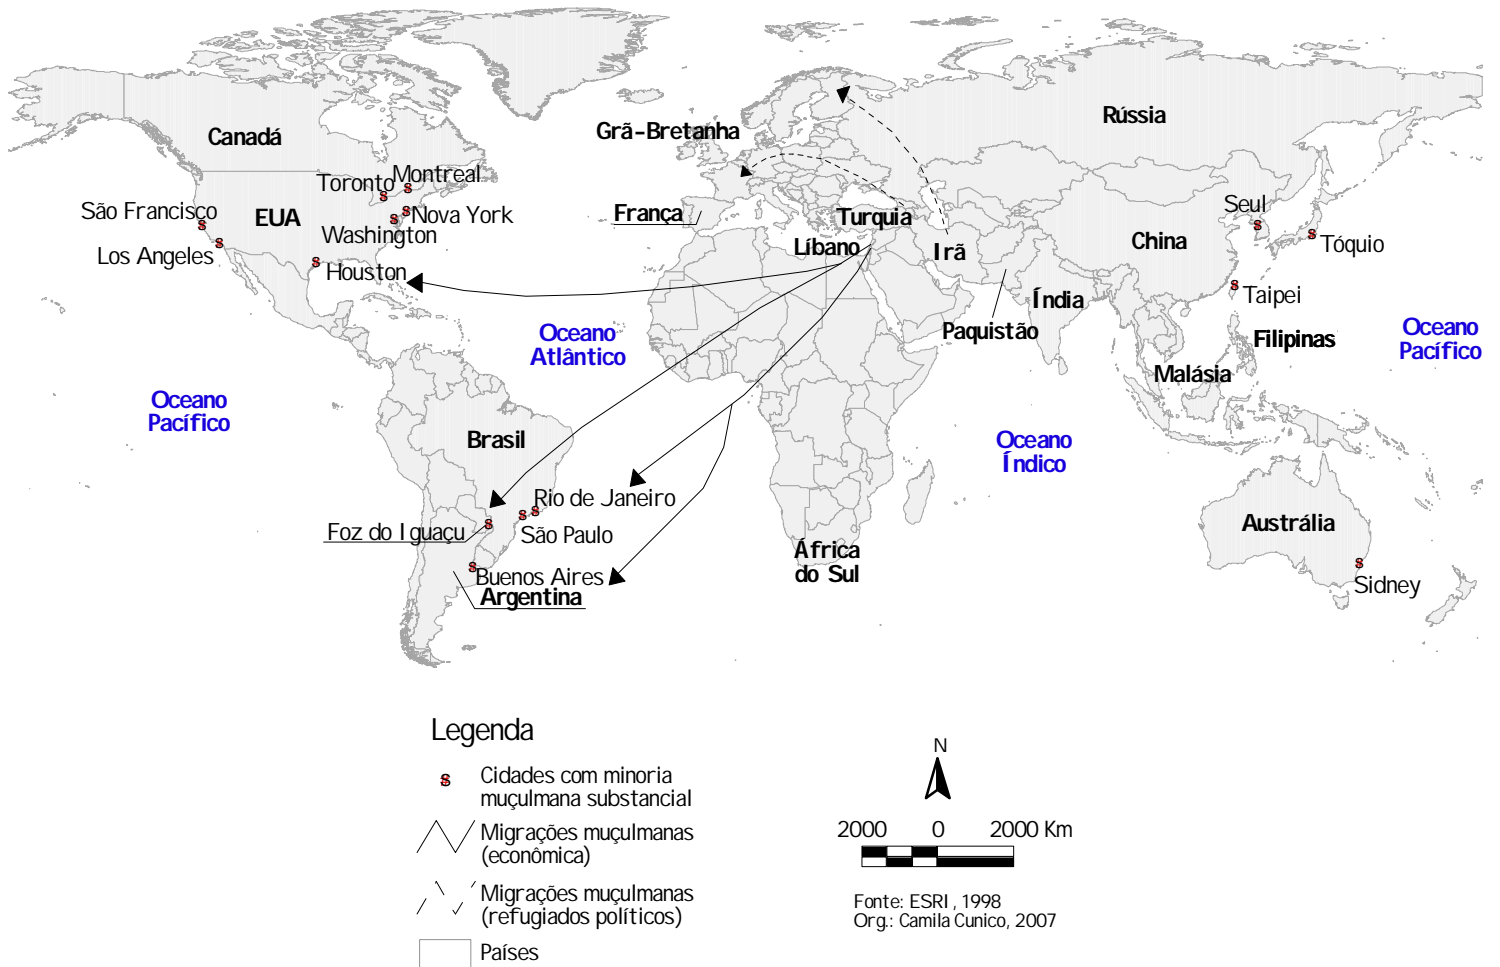 Canadá
Grã-Bretanha
Rússia
Toronto
Montreal
São Francisco
EUA
Nova York
Washington
Los Angeles
Houston
França
Turquia
Líbano
Irã
China
Seul
Tóquio
Taipei
Índia
Paquistão
Filipinas
Malásia
Oceano
Atlântico
Oceano
Pacífico
Oceano
Pacífico
Brasil
Oceano
Índico
Rio de Janeiro
Foz do Iguaçu
São Paulo
Buenos Aires
Argentina
África
do Sul
Austrália
Sidney
Legenda
Cidades com minoria
muçulmana substancial
Migrações muçulmanas
(econômica)
Migrações muçulmanas
(refugiados políticos)
Países
N
2000 0 2000 Km
Fonte: ESRI, 1998
Org.: Camila Cunico, 2007